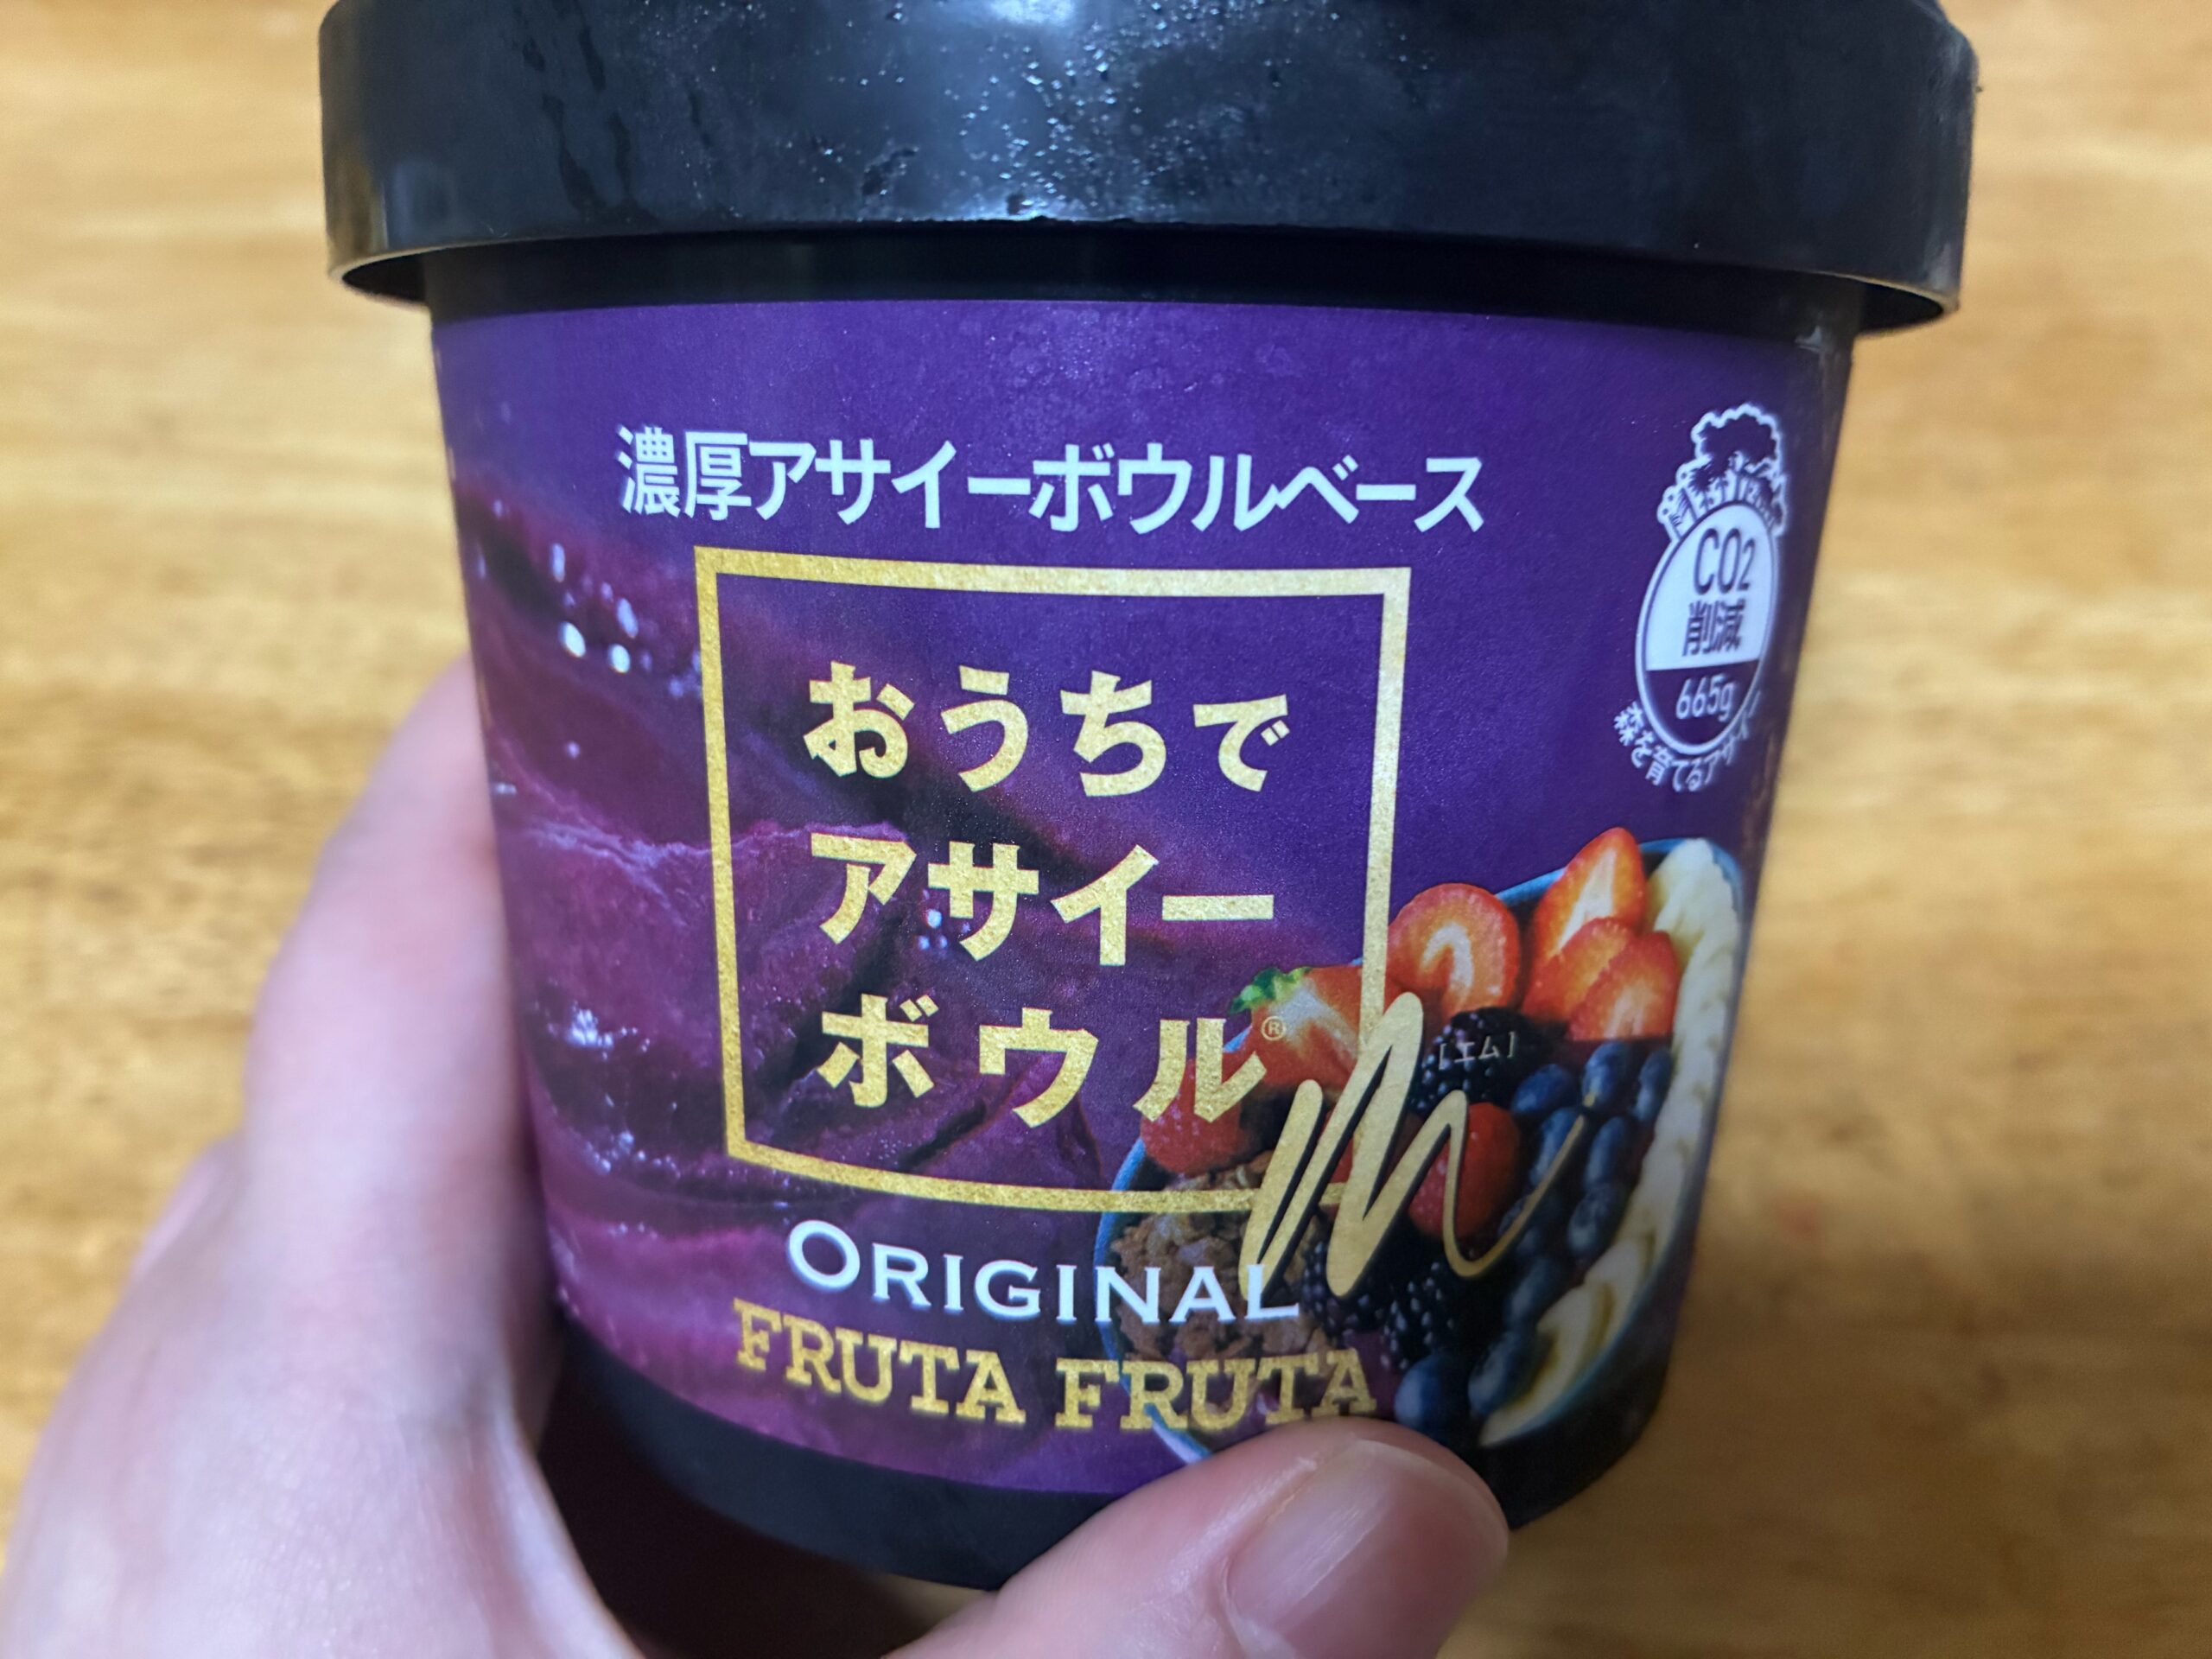 濃厚アサイーボウルベース
CO2
削減
665g
森を育てるアサイー
おうちで
アサイー
ボウル®
[エム]
m
ORIGINAL
FRUTA FRUTA